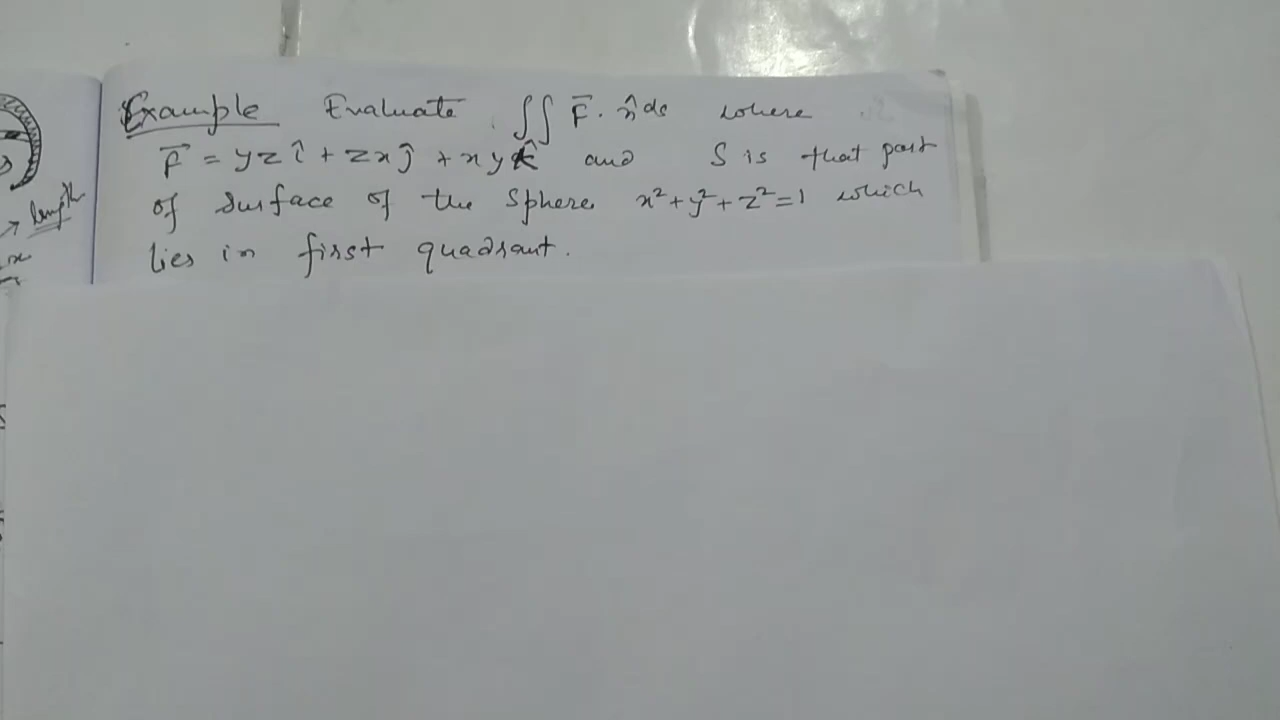 Example Evaluate ∬ F̅ · n̂ ds where
F̅ = yz î + zx ĵ + xy k̂ and S is that part
of surface of the sphere x² + y² + z² = 1 which
lies in first quadrant.
→ length